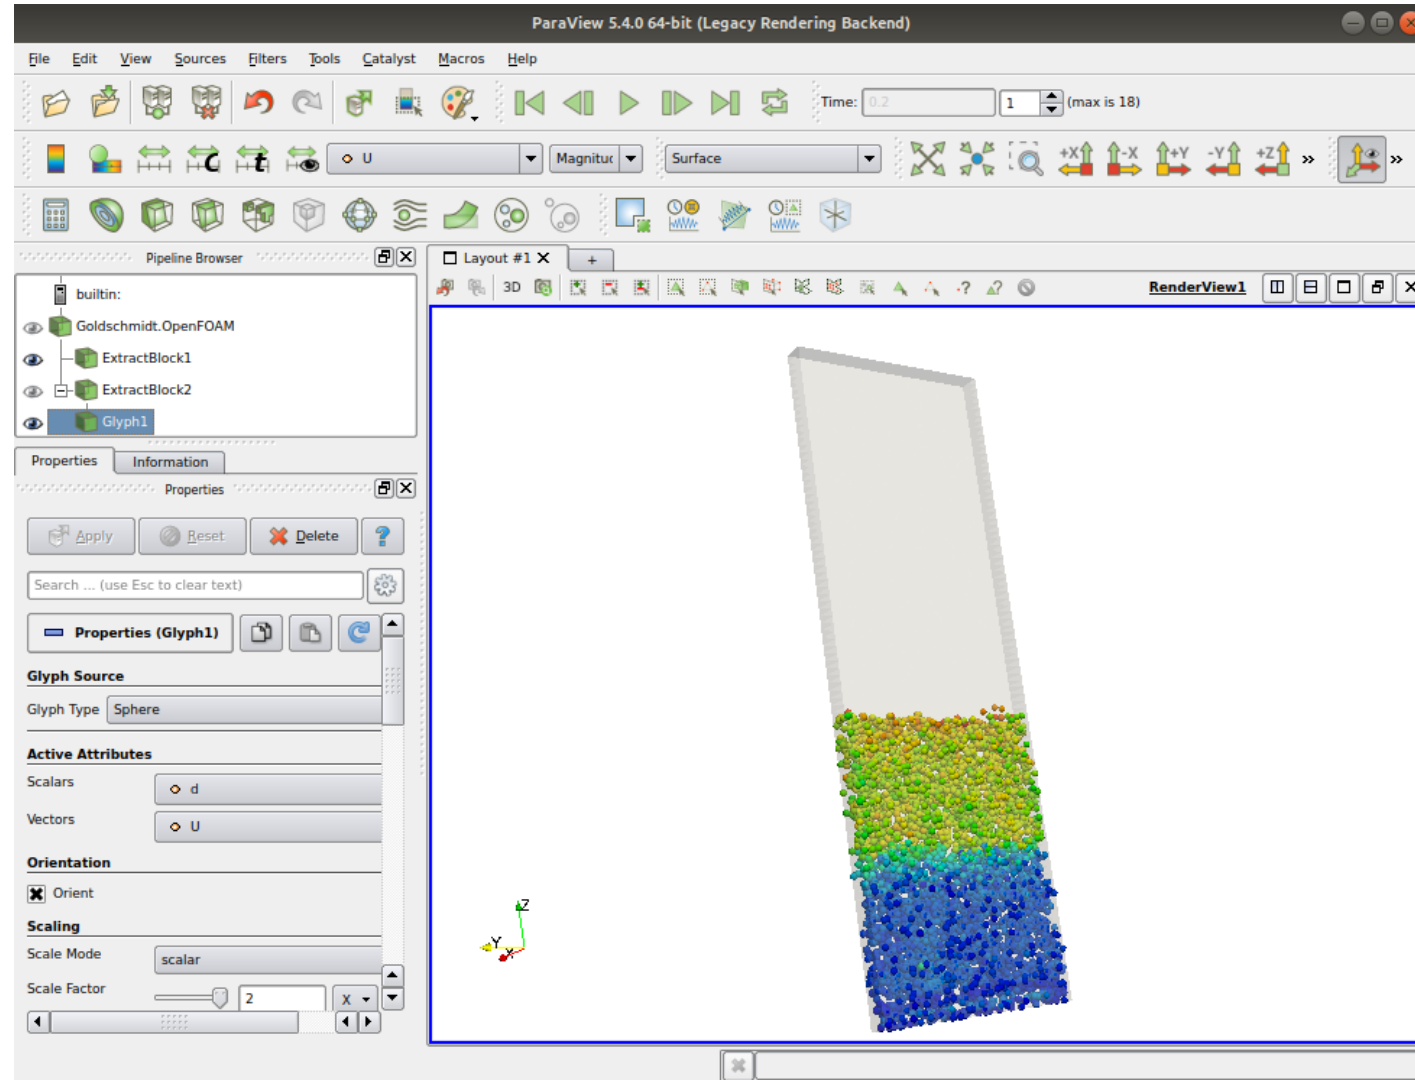 ParaView 5.4.0 64-bit (Legacy Rendering Backend)
File Edit View Sources Filters Tools Catalyst Macros Help
Time: 0.2 1 (max is 18)
U Magnituc Surface +X -X +Y -Y +Z »  »
Pipeline Browser
Layout #1 X +
3D RenderView1
builtin:
Goldschmidt.OpenFOAM
ExtractBlock1
ExtractBlock2
Glyph1
Properties Information
Properties
Apply Reset Delete ?
Search ... (use Esc to clear text)
Properties (Glyph1)
Glyph Source
Glyph Type Sphere
Active Attributes
Scalars d
Vectors U
Orientation
Orient
Scaling
Scale Mode scalar
Scale Factor 2 X
Z
Y
X